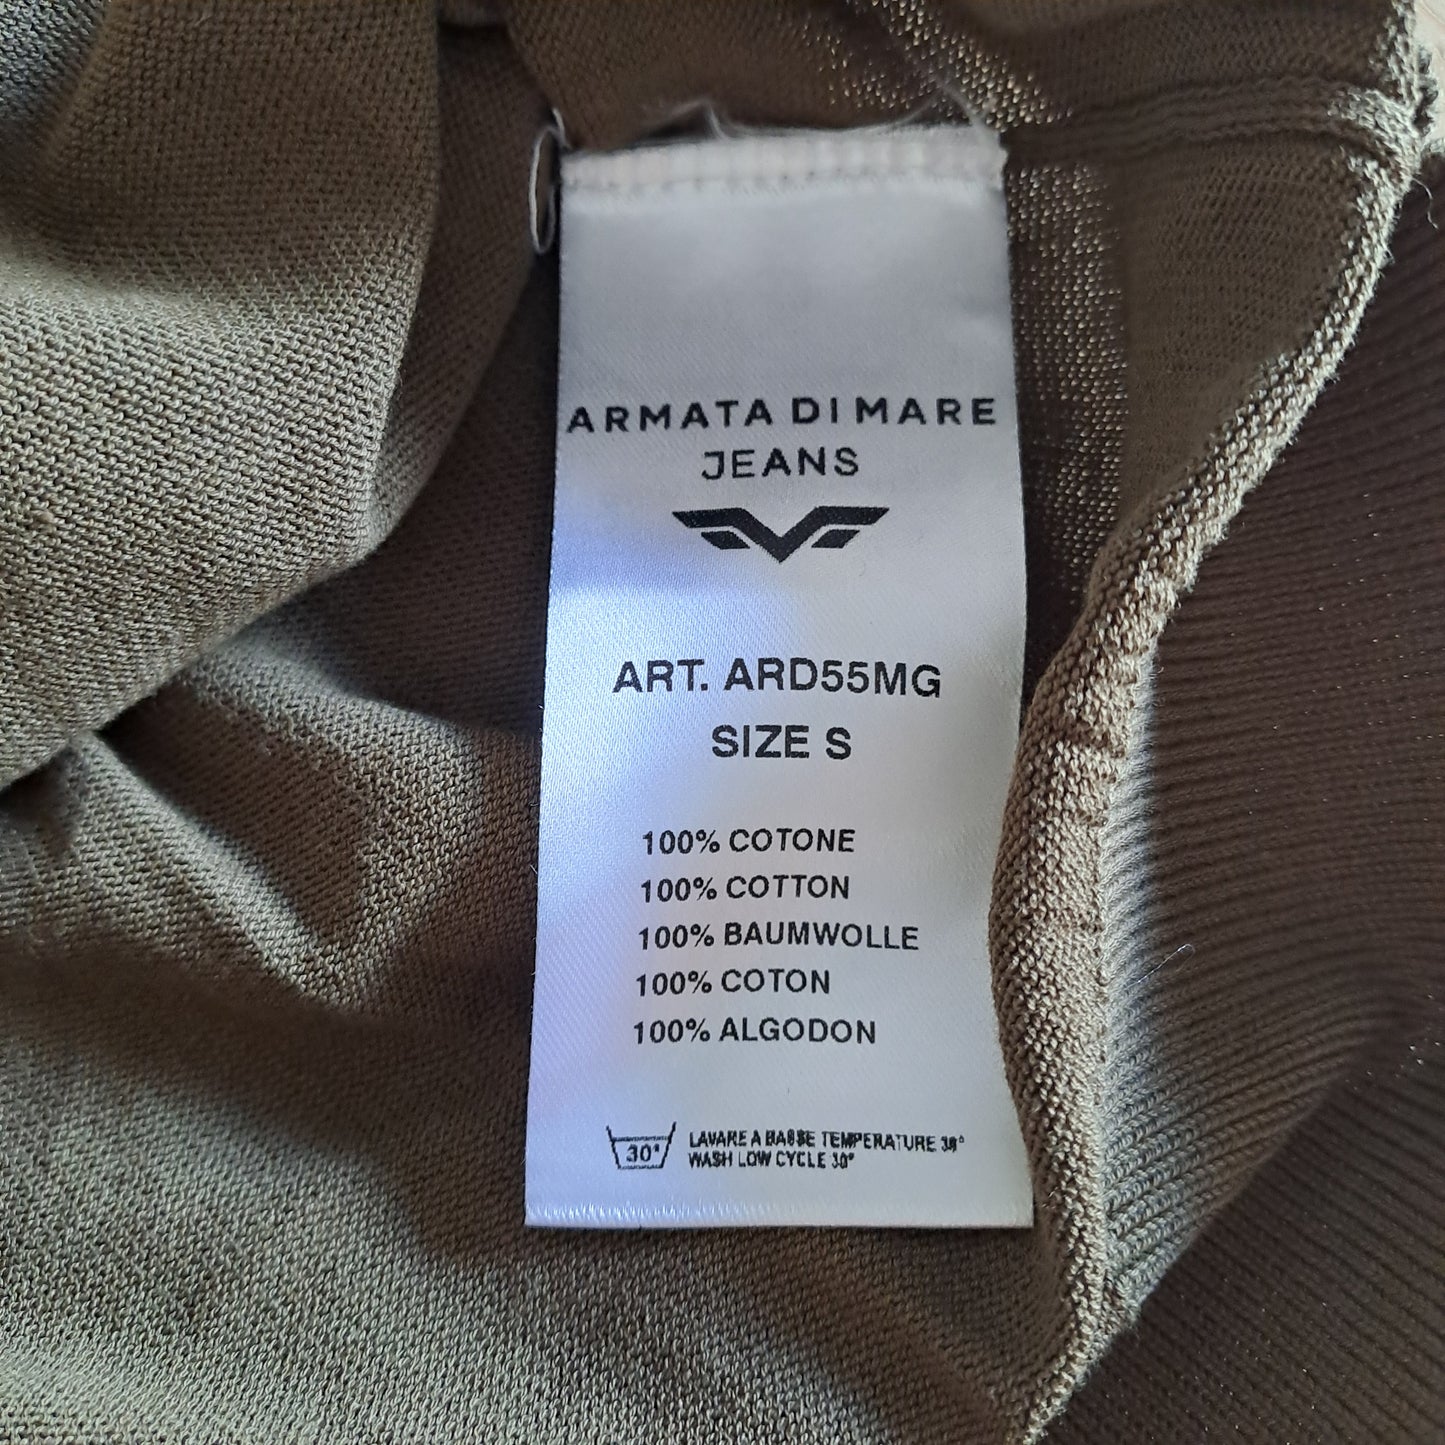 ARMATA DI MARE
JEANS
ART. ARD55MG
SIZE S
100% COTONE
100% COTTON
100% BAUMWOLLE
100% COTON
100% ALGODON
30°
LAVARE A BASSE TEMPERATURE 30°
WASH LOW CYCLE 30°